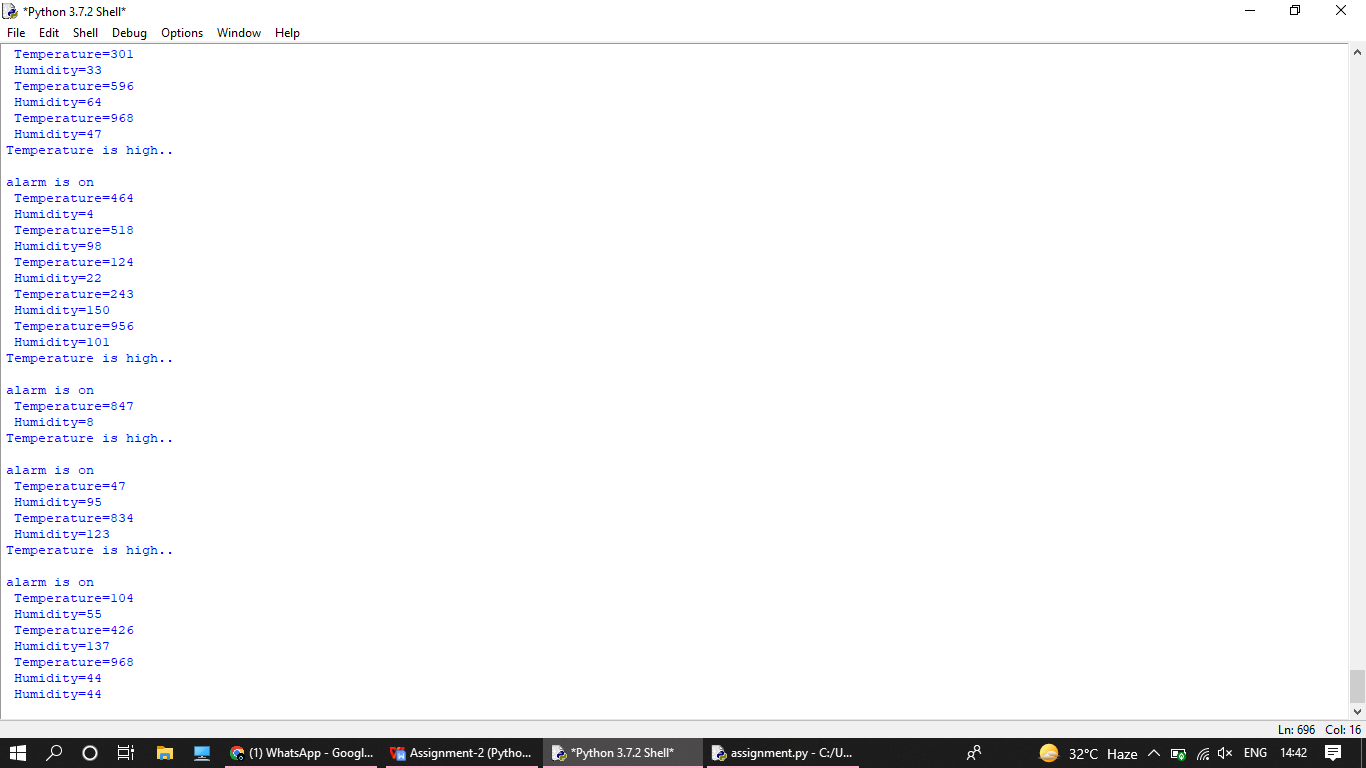 *Python 3.7.2 Shell*
File Edit Shell Debug Options Window Help
Temperature=301
Humidity=33
Temperature=596
Humidity=64
Temperature=968
Humidity=47
Temperature is high..
alarm is on
Temperature=464
Humidity=4
Temperature=518
Humidity=98
Temperature=124
Humidity=22
Temperature=243
Humidity=150
Temperature=956
Humidity=101
Temperature is high..
alarm is on
Temperature=847
Humidity=8
Temperature is high..
alarm is on
Temperature=47
Humidity=95
Temperature=834
Humidity=123
Temperature is high..
alarm is on
Temperature=104
Humidity=55
Temperature=426
Humidity=137
Temperature=968
Humidity=44
Humidity=44
Ln: 696 Col: 16
(1) WhatsApp - Googl... Assignment-2 (Pytho... *Python 3.7.2 Shell* assignment.py - C:/U... 32°C Haze ENG 14:42